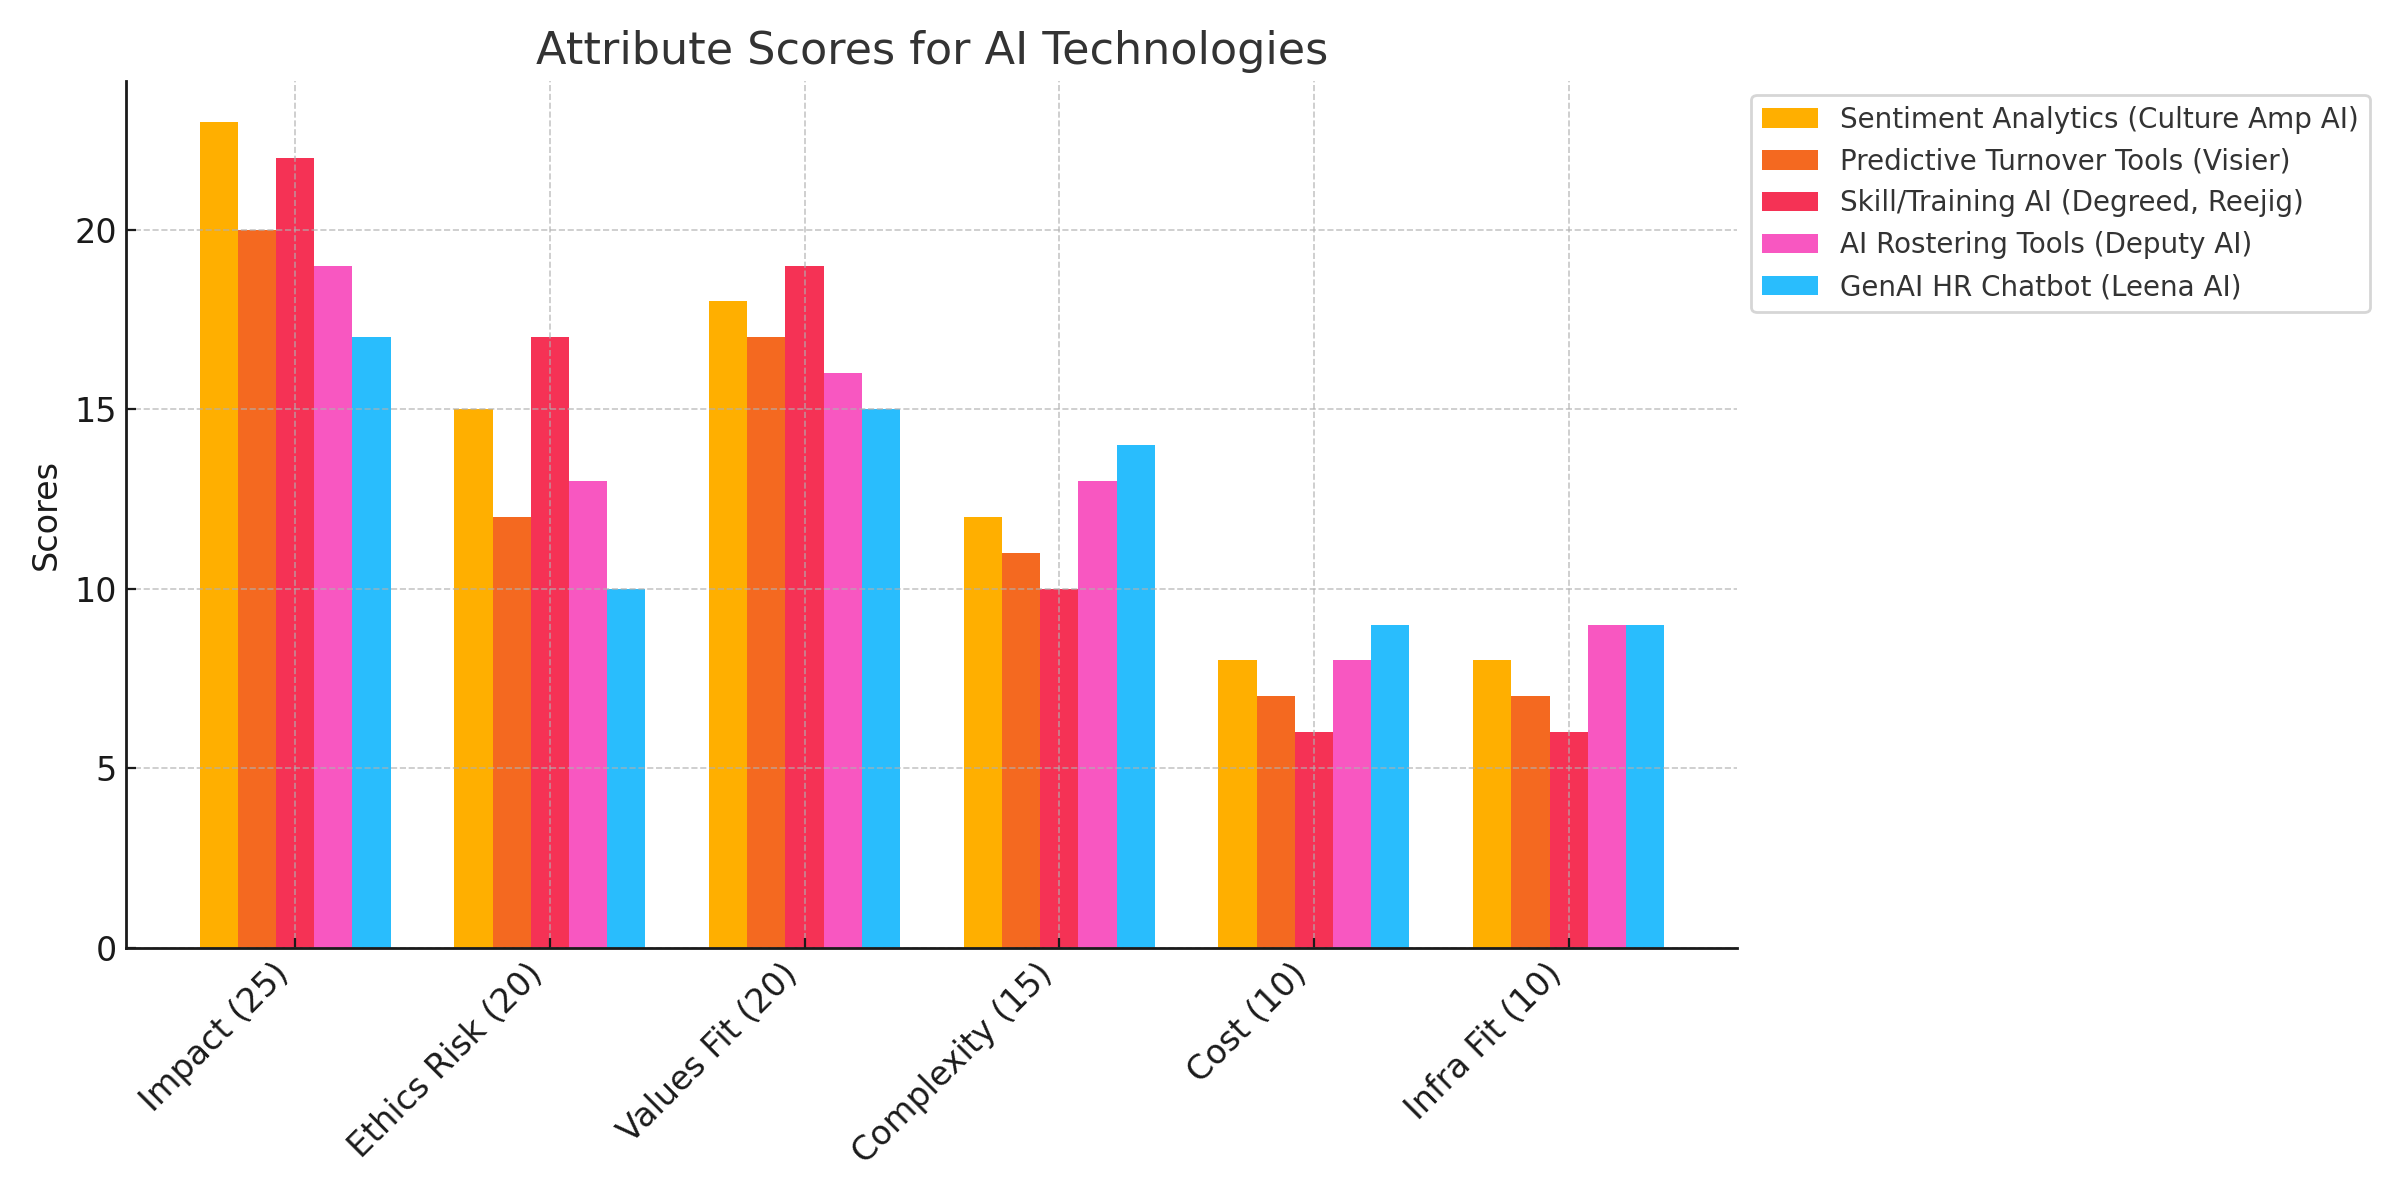 Attribute Scores for AI Technologies
Sentiment Analytics (Culture Amp AI)
Predictive Turnover Tools (Visier)
Skill/Training AI (Degreed, Reejig)
AI Rostering Tools (Deputy AI)
GenAI HR Chatbot (Leena AI)
Scores
20
15
10
5
0
Impact (25)
Ethics Risk (20)
Values Fit (20)
Complexity (15)
Cost (10)
Infra Fit (10)